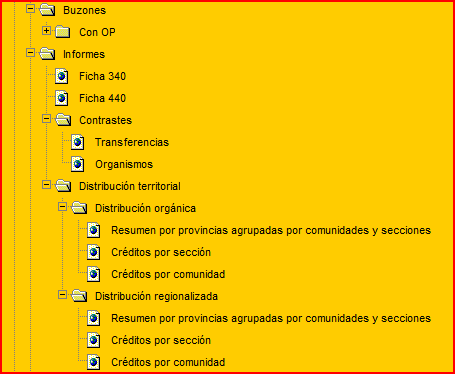 Buzones
Con OP
Informes
Ficha 340
Ficha 440
Contrastes
Transferencias
Organismos
Distribución territorial
Distribución orgánica
Resumen por provincias agrupadas por comunidades y secciones
Créditos por sección
Créditos por comunidad
Distribución regionalizada
Resumen por provincias agrupadas por comunidades y secciones
Créditos por sección
Créditos por comunidad